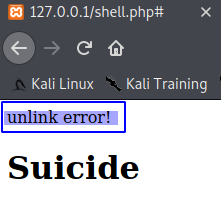 127.0.0.1/shell.php#
Kali Linux
Kali Training
unlink error!
Suicide